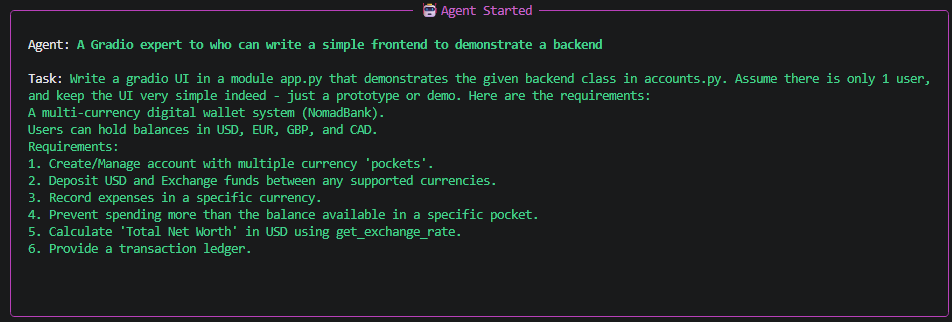 Agent Started
Agent: A Gradio expert to who can write a simple frontend to demonstrate a backend
Task: Write a gradio UI in a module app.py that demonstrates the given backend class in accounts.py. Assume there is only 1 user,
and keep the UI very simple indeed - just a prototype or demo. Here are the requirements:
A multi-currency digital wallet system (NomadBank).
Users can hold balances in USD, EUR, GBP, and CAD.
Requirements:
1. Create/Manage account with multiple currency 'pockets'.
2. Deposit USD and Exchange funds between any supported currencies.
3. Record expenses in a specific currency.
4. Prevent spending more than the balance available in a specific pocket.
5. Calculate 'Total Net Worth' in USD using get_exchange_rate.
6. Provide a transaction ledger.